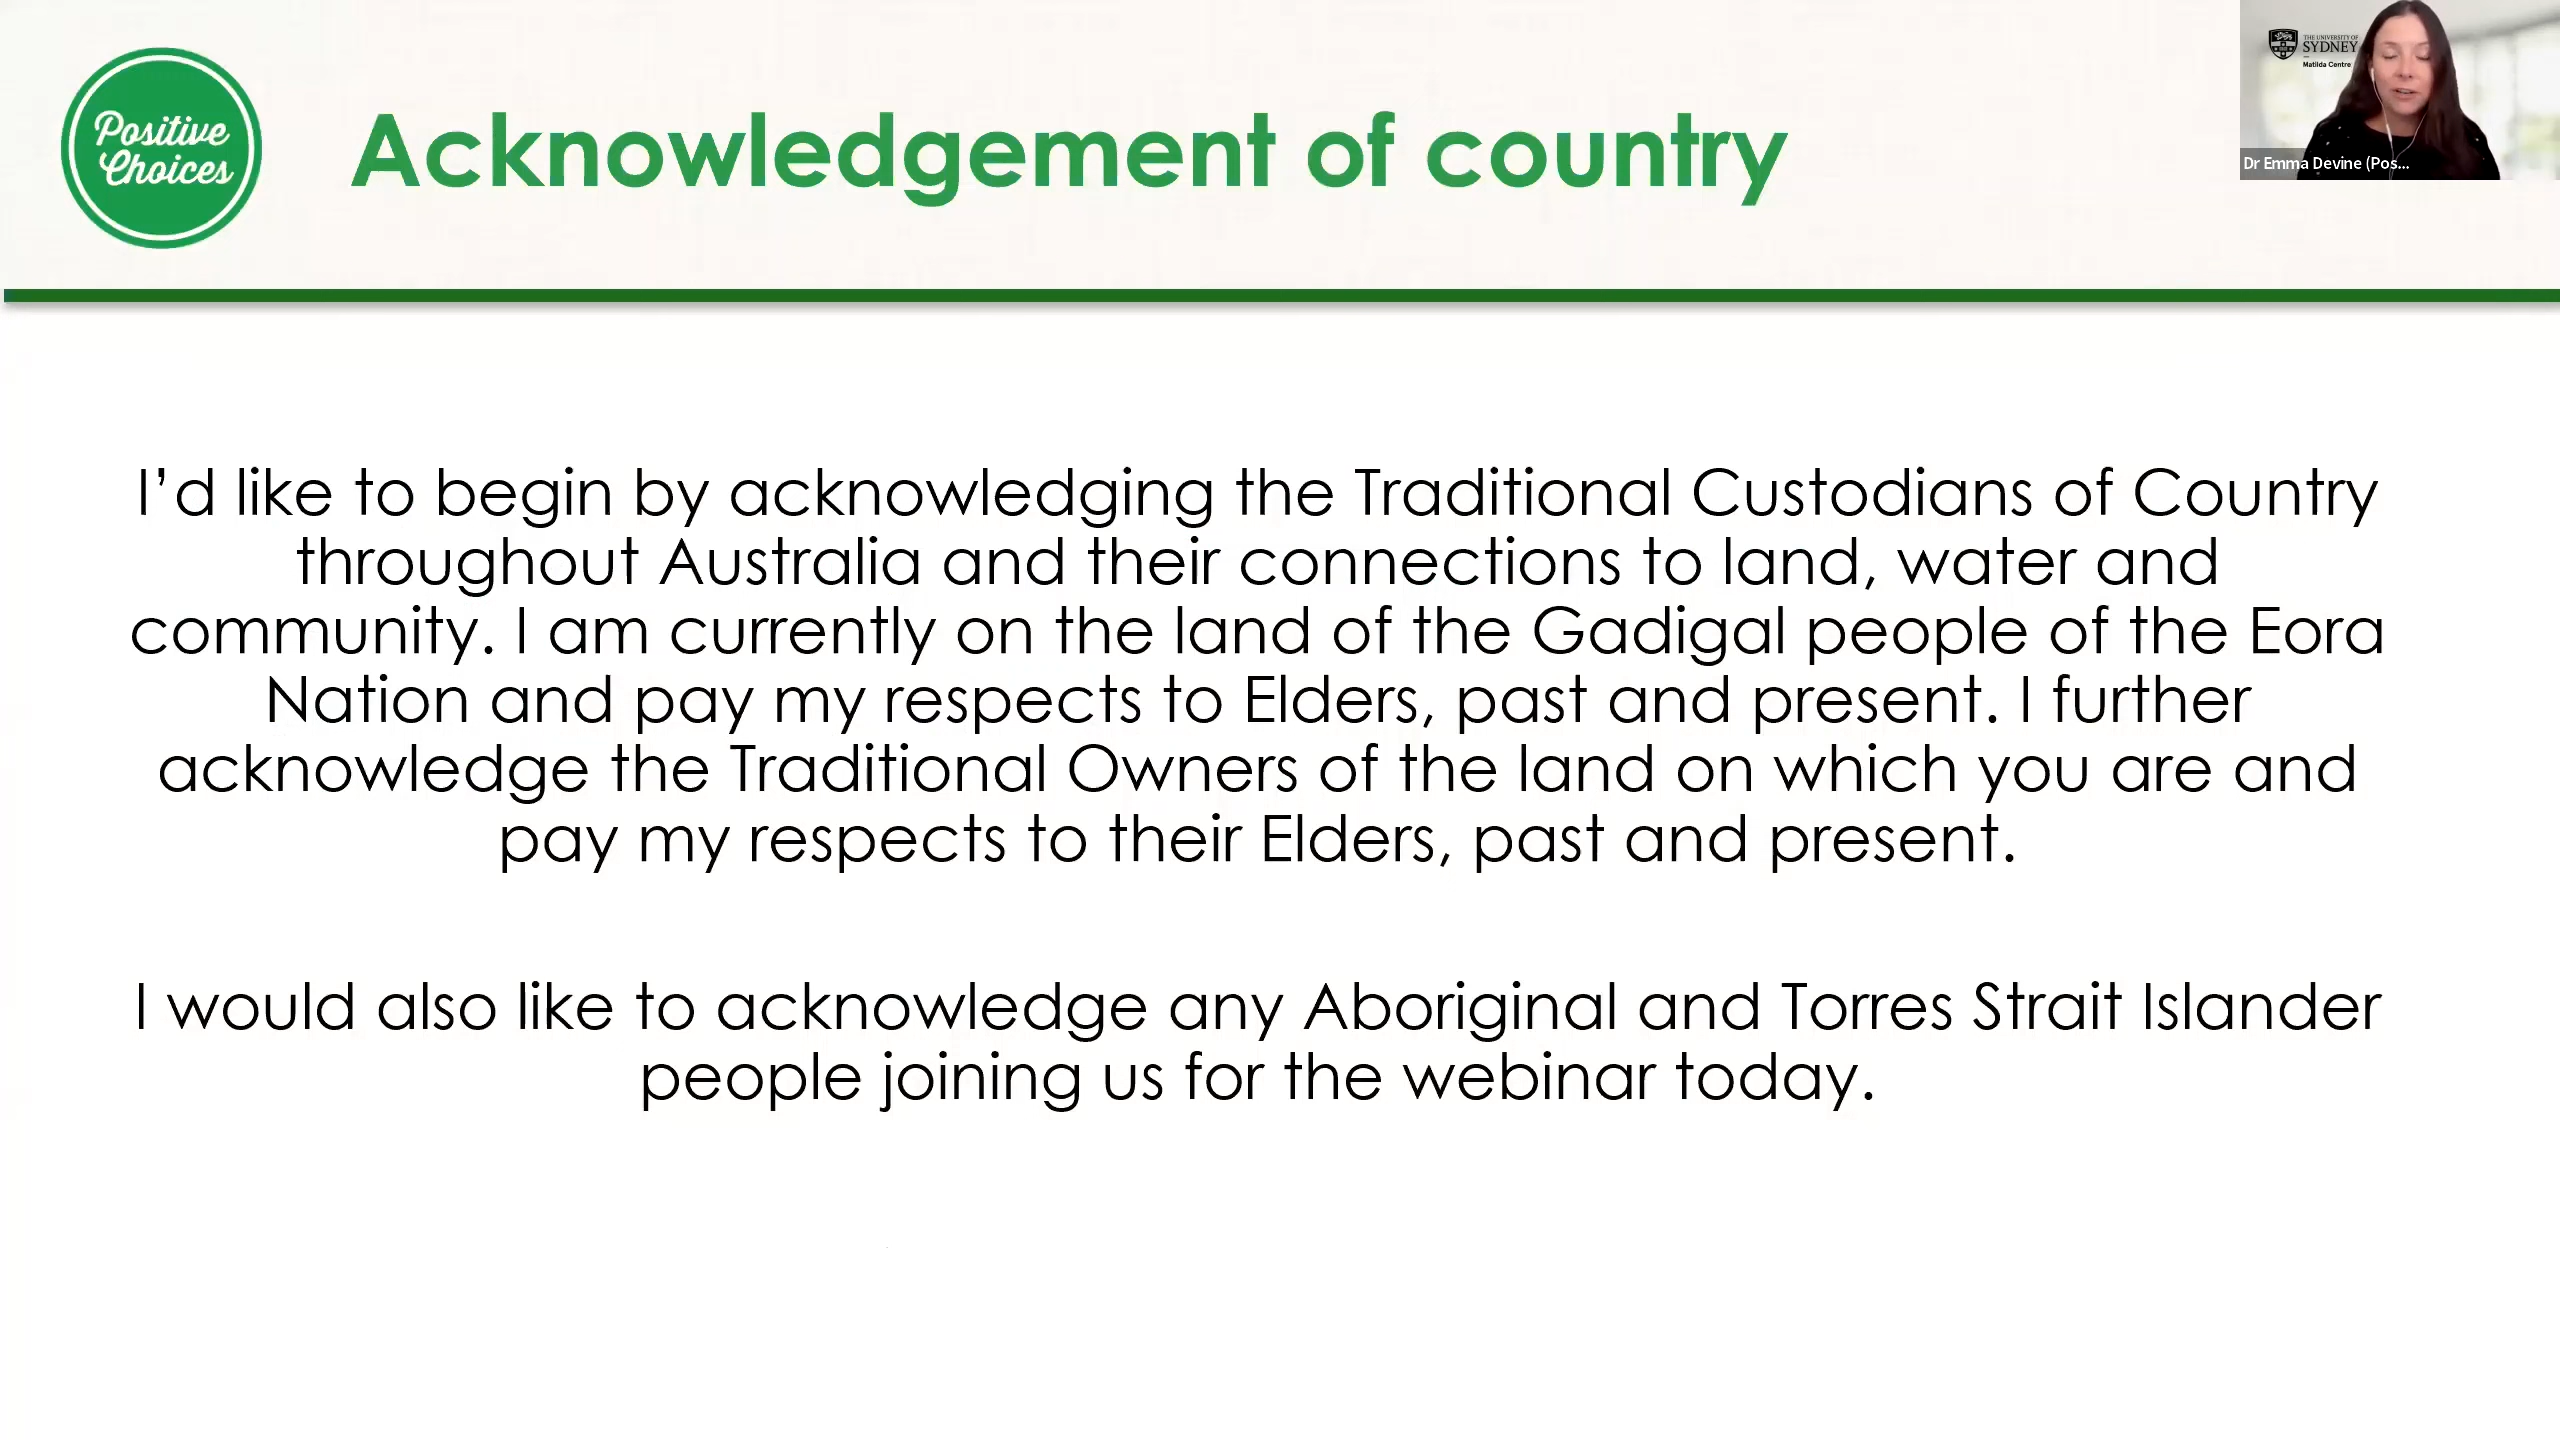 Positive
Choices
Acknowledgement of country
THE UNIVERSITY OF
SYDNEY
Matilda Centre
Dr Emma Devine (Pos...
I’d like to begin by acknowledging the Traditional Custodians of Country
throughout Australia and their connections to land, water and
community. I am currently on the land of the Gadigal people of the Eora
Nation and pay my respects to Elders, past and present. I further
acknowledge the Traditional Owners of the land on which you are and
pay my respects to their Elders, past and present.
I would also like to acknowledge any Aboriginal and Torres Strait Islander
people joining us for the webinar today.